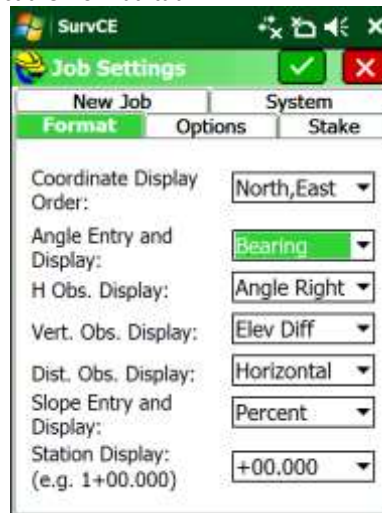 SurvCE
Job Settings
New Job System
Format Options Stake
Coordinate Display
Order:
North,East
Angle Entry and
Display:
Bearing
H Obs. Display:
Angle Right
Vert. Obs. Display:
Elev Diff
Dist. Obs. Display:
Horizontal
Slope Entry and
Display:
Percent
Station Display:
(e.g. 1+00.000)
+00.000